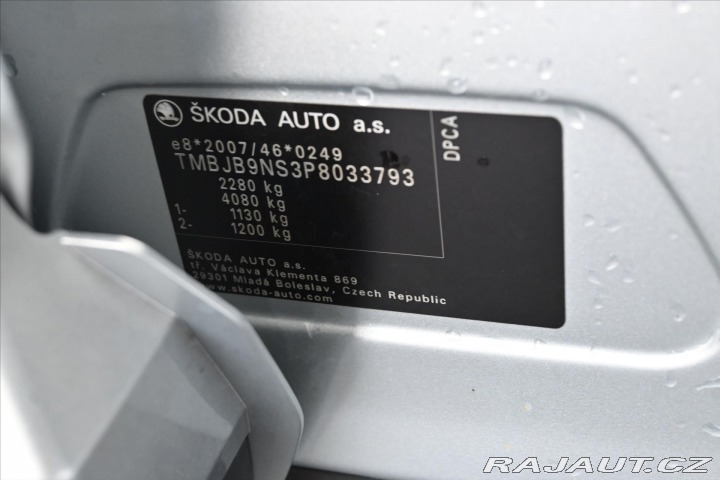 ŠKODA AUTO a.s.
DPCA
e8*2007/46*0249
TMBJB9NS3P8033793
2280 kg
4080 kg
1- 1130 kg
2- 1200 kg
ŠKODA AUTO a.s.
tř. Václava Klementa 869
29301 Mladá Boleslav, Czech Republic
www.skoda-auto.com
RAJAUT.CZ